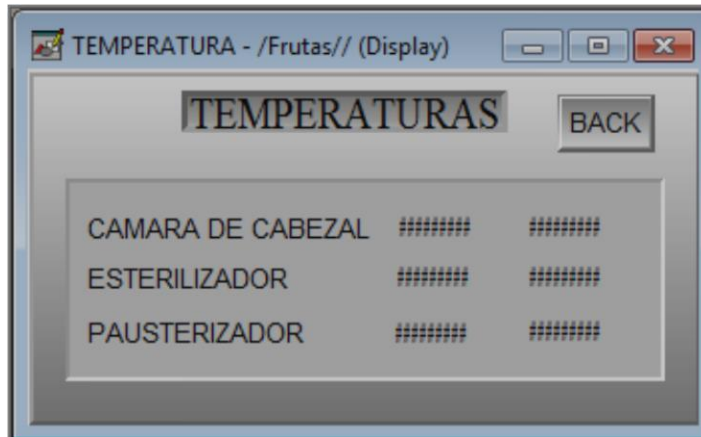 TEMPERATURA - /Frutas// (Display)
TEMPERATURAS
BACK
CAMARA DE CABEZAL ######### #########
ESTERILIZADOR ######### #########
PAUSTERIZADOR ######### #########